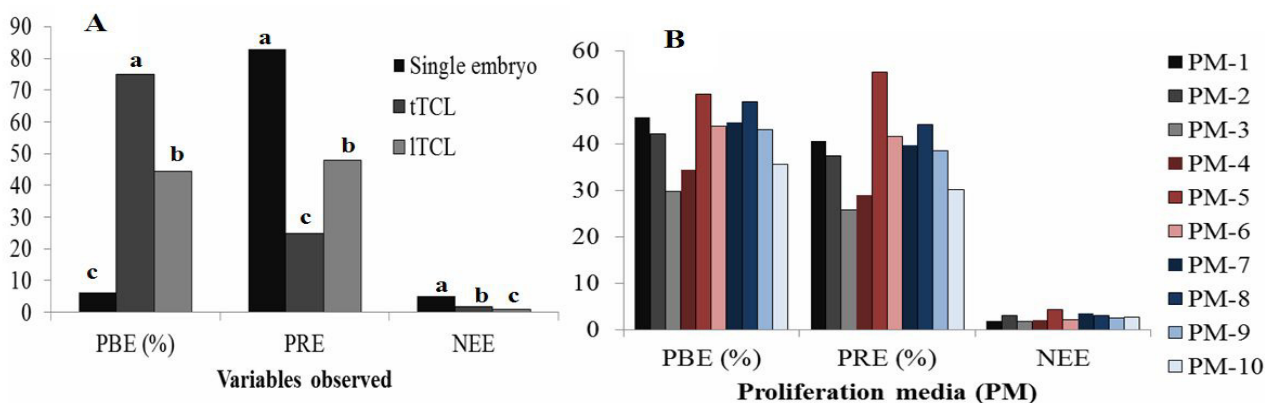 A
90
80
70
60
50
40
30
20
10
0
c
a
b
a
c
b
a
b
c
Single embryo
tTCL
lTCL
PBE (%)
PRE
NEE
Variables observed
B
60
50
40
30
20
10
0
PBE (%)
PRE (%)
NEE
Proliferation media (PM)
PM-1
PM-2
PM-3
PM-4
PM-5
PM-6
PM-7
PM-8
PM-9
PM-10